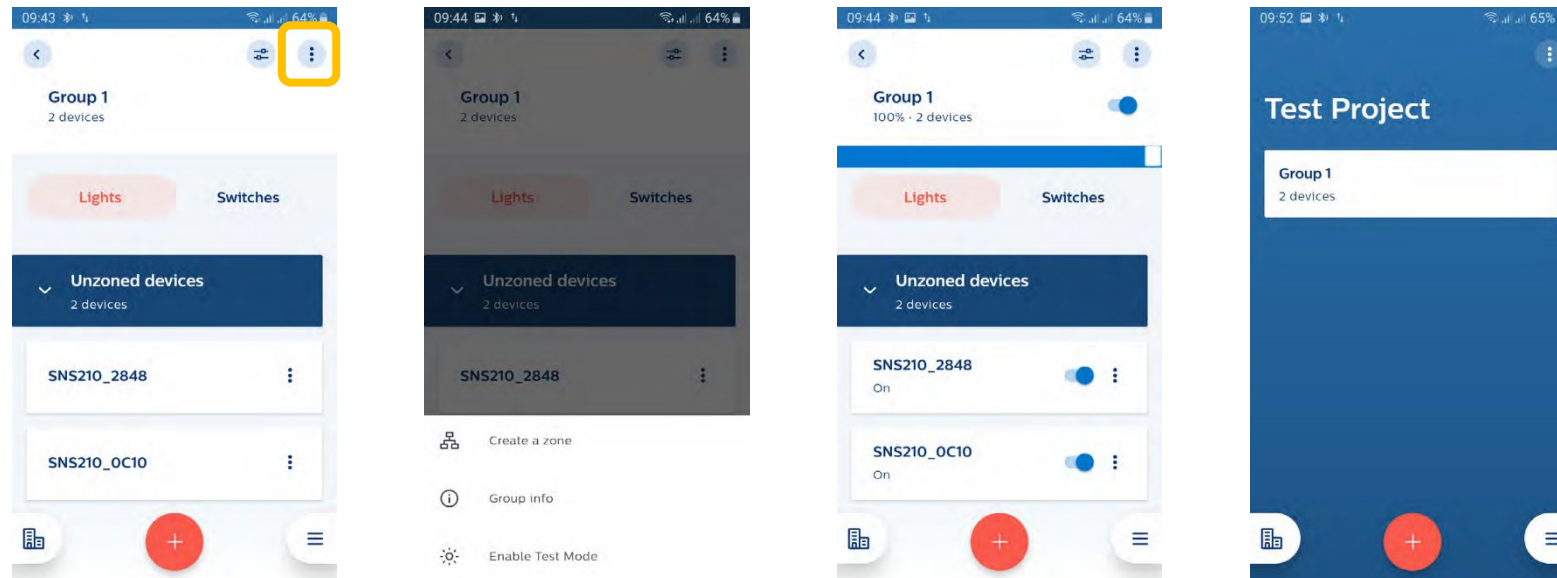 09:43
64%
Group 1
2 devices
Lights
Switches
Unzoned devices
2 devices
SNS210_2848
SNS210_0C10
09:44
64%
Group 1
2 devices
Lights
Switches
Unzoned devices
2 devices
SNS210_2848
Create a zone
Group info
Enable Test Mode
09:44
64%
Group 1
100% · 2 devices
Lights
Switches
Unzoned devices
2 devices
SNS210_2848
On
SNS210_0C10
On
09:52
65%
Test Project
Group 1
2 devices